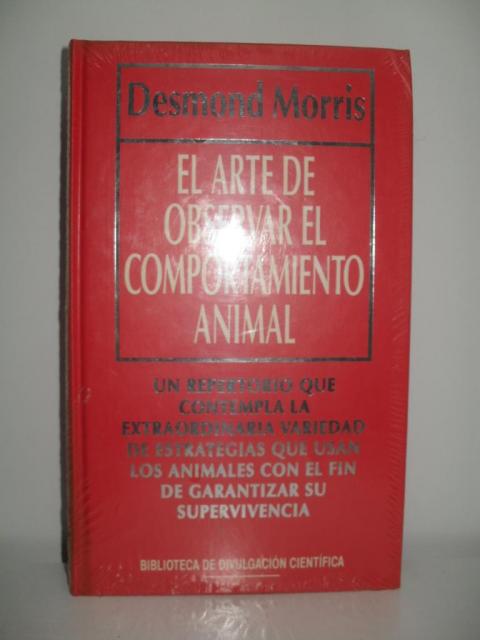 Desmond Morris
EL ARTE DE
OBSERVAR EL
COMPORTAMIENTO
ANIMAL
UN REPERTORIO QUE
CONTEMPLA LA
EXTRAORDINARIA VARIEDAD
DE ESTRATEGIAS QUE USAN
LOS ANIMALES CON EL FIN
DE GARANTIZAR SU
SUPERVIVENCIA
BIBLIOTECA DE DIVULGACIÓN CIENTÍFICA